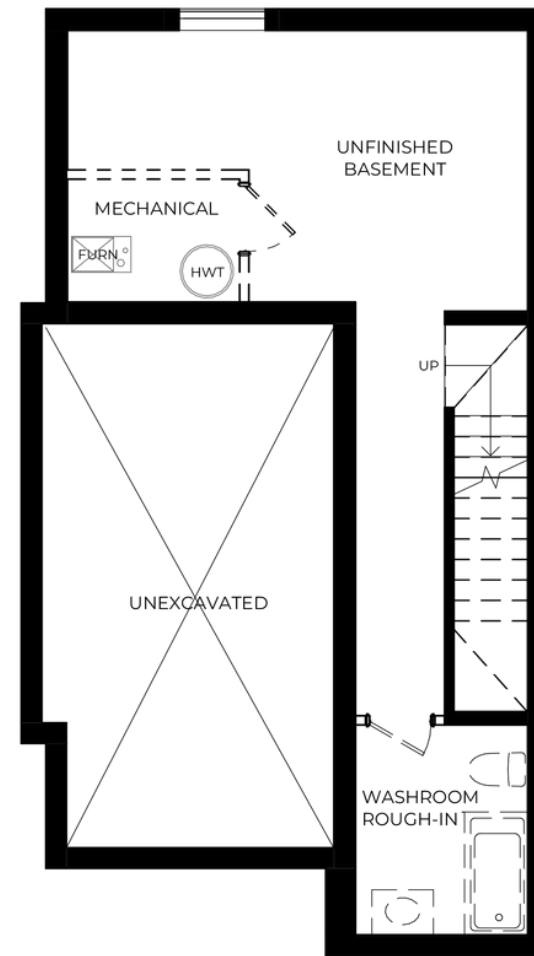 UNFINISHED
BASEMENT
MECHANICAL
FURN
HWT
UP
UNEXCAVATED
WASHROOM
ROUGH-IN